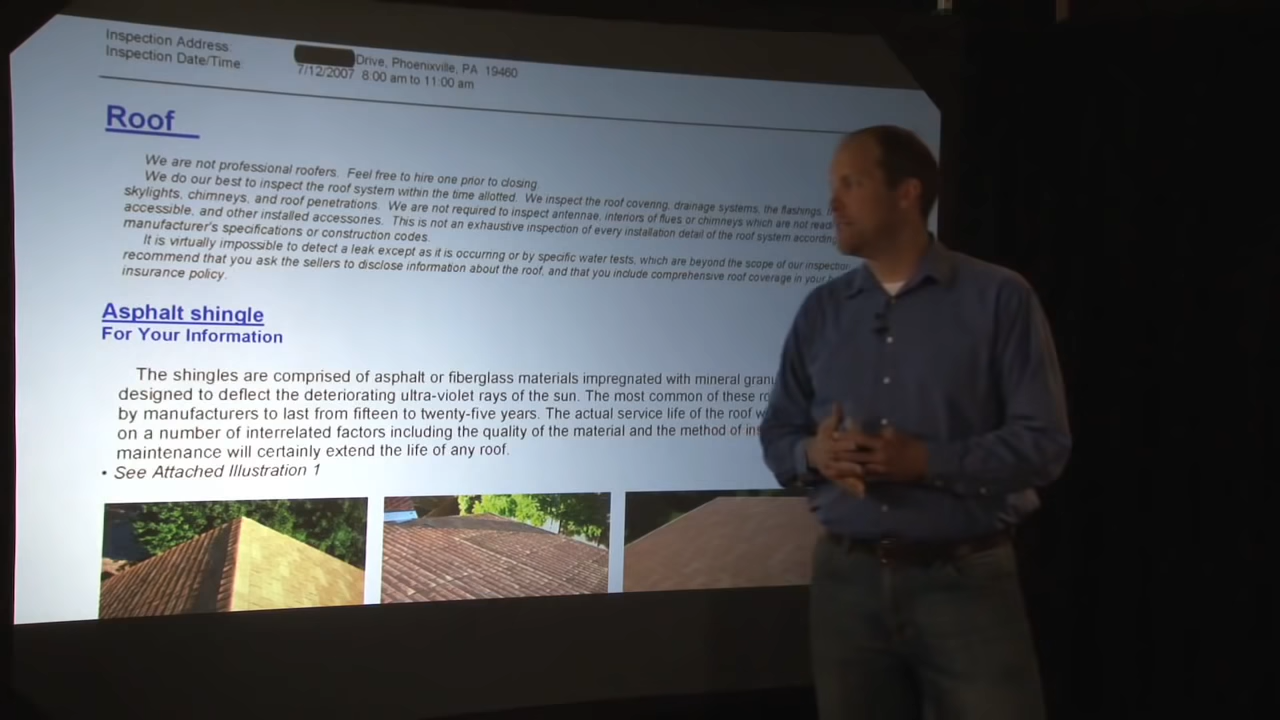 Inspection Address:
Inspection Date/Time:
Drive, Phoenixville, PA 19460
7/12/2007 8:00 am to 11:00 am
Roof
We are not professional roofers. Feel free to hire one prior to closing.
We do our best to inspect the roof system within the time allotted. We inspect the roof covering, drainage systems, the flashings,
skylights, chimneys, and roof penetrations. We are not required to inspect antennae, interiors of flues or chimneys which are not
accessible, and other installed accessories. This is not an exhaustive inspection of every installation detail of the roof system
manufacturer's specifications or construction codes.
It is virtually impossible to detect a leak except as it is occurring or by specific water tests, which are beyond the scope of our
recommend that you ask the sellers to disclose information about the roof, and that you include comprehensive roof coverage in your
insurance policy.
Asphalt shingle
For Your Information
The shingles are comprised of asphalt or fiberglass materials impregnated with mineral
designed to deflect the deteriorating ultra-violet rays of the sun. The most common of these
by manufacturers to last from fifteen to twenty-five years. The actual service life of the roof
on a number of interrelated factors including the quality of the material and the method of
maintenance will certainly extend the life of any roof.
• See Attached Illustration 1